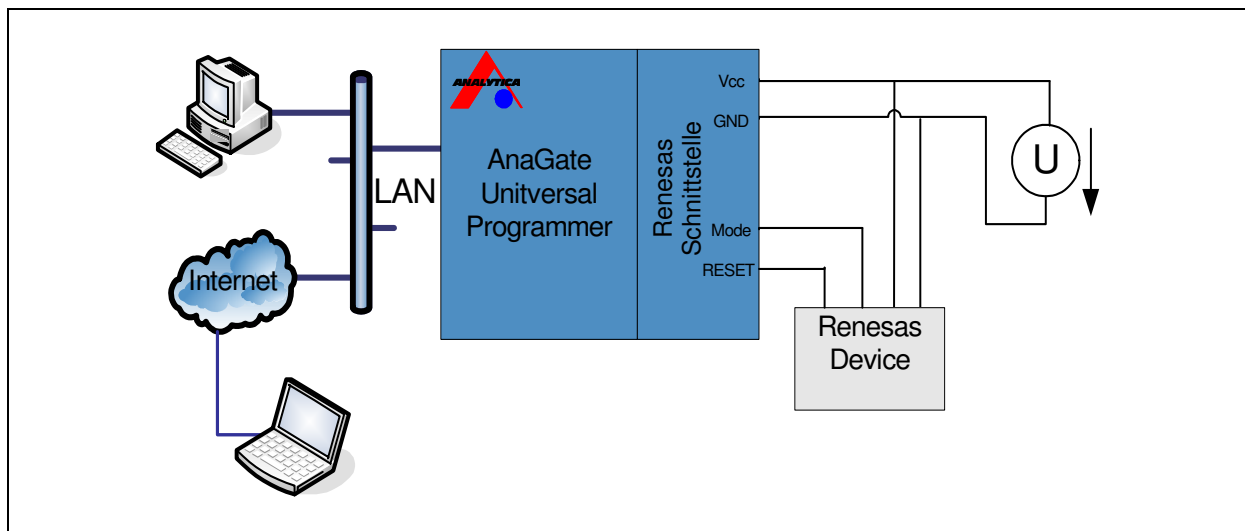 ANALYTICA
AnaGate
Unitversal
Programmer
Renesas
Schnittstelle
Vcc
GND
Mode
RESET
U
LAN
Internet
Renesas
Device